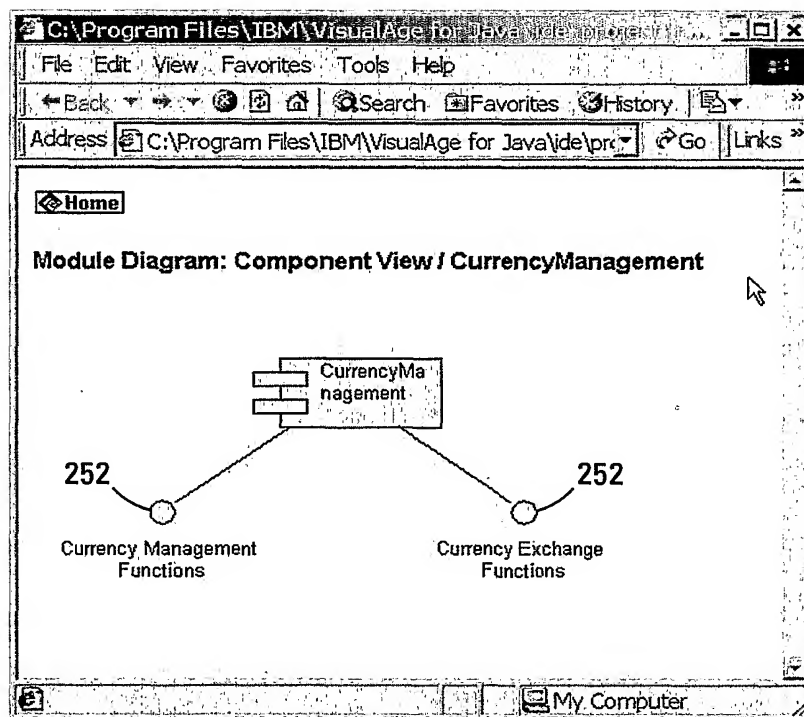 C:\Program Files\IBM\VisualAge for Java\ide\project...
File Edit View Favorites Tools Help
Back Search Favorites History »
Address C:\Program Files\IBM\VisualAge for Java\ide\pro Go Links »
Home
Module Diagram: Component View / CurrencyManagement
CurrencyMa
nagement
252 252
Currency Management Currency Exchange
Functions Functions
My Computer